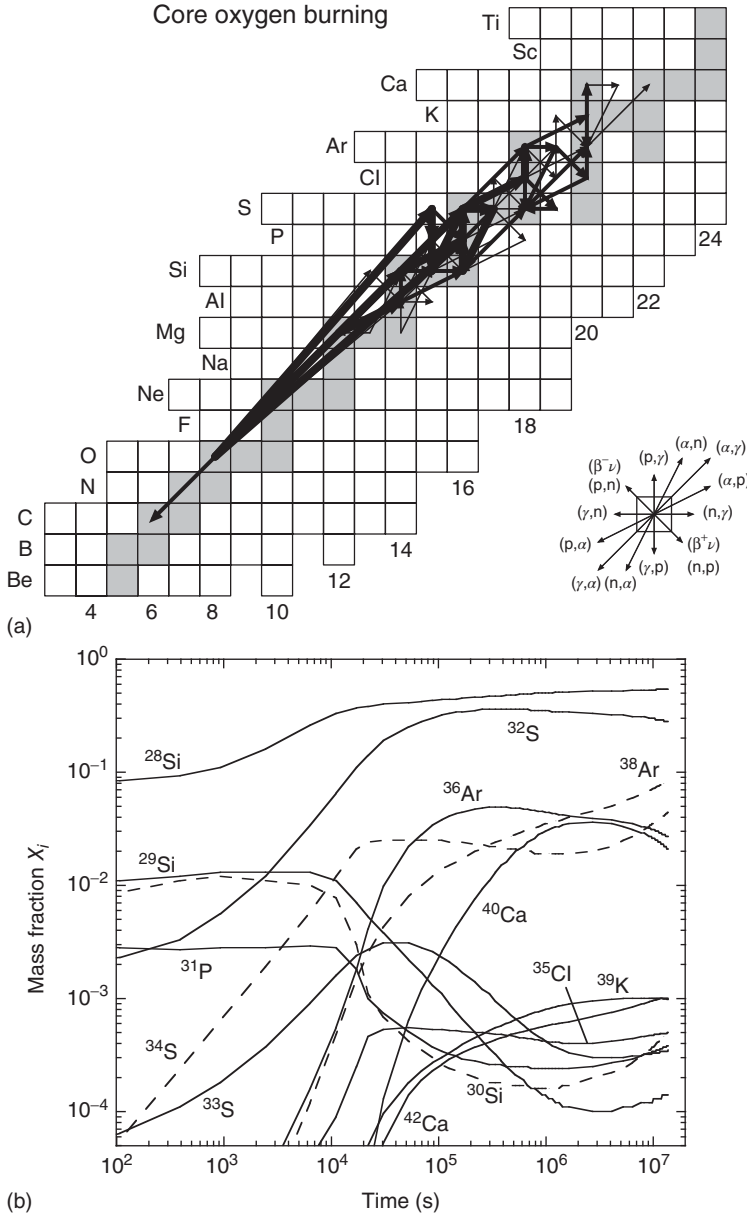 Core oxygen burning
Ti
Sc
Ca
K
Ar
Cl
S
P
24
Si
Al
22
Mg
20
Na
Ne
18
F
O
16
N
C
14
B
12
Be
4 6 8 10
(p,γ)
(α,n)
(α,γ)
(β⁻ν)
(p,n)
(α,p)
(γ,n)
(n,γ)
(p,α)
(β⁺ν)
(γ,α) (n,α) (γ,p) (n,p)
(a)
10⁰
10⁻¹
10⁻²
10⁻³
10⁻⁴
Mass fraction Xᵢ
²⁸Si
³²S
³⁸Ar
³⁶Ar
²⁹Si
⁴⁰Ca
³¹P
³⁵Cl
³⁹K
³⁴S
³³S
³⁰Si
⁴²Ca
10² 10³ 10⁴ 10⁵ 10⁶ 10⁷
(b)
Time (s)